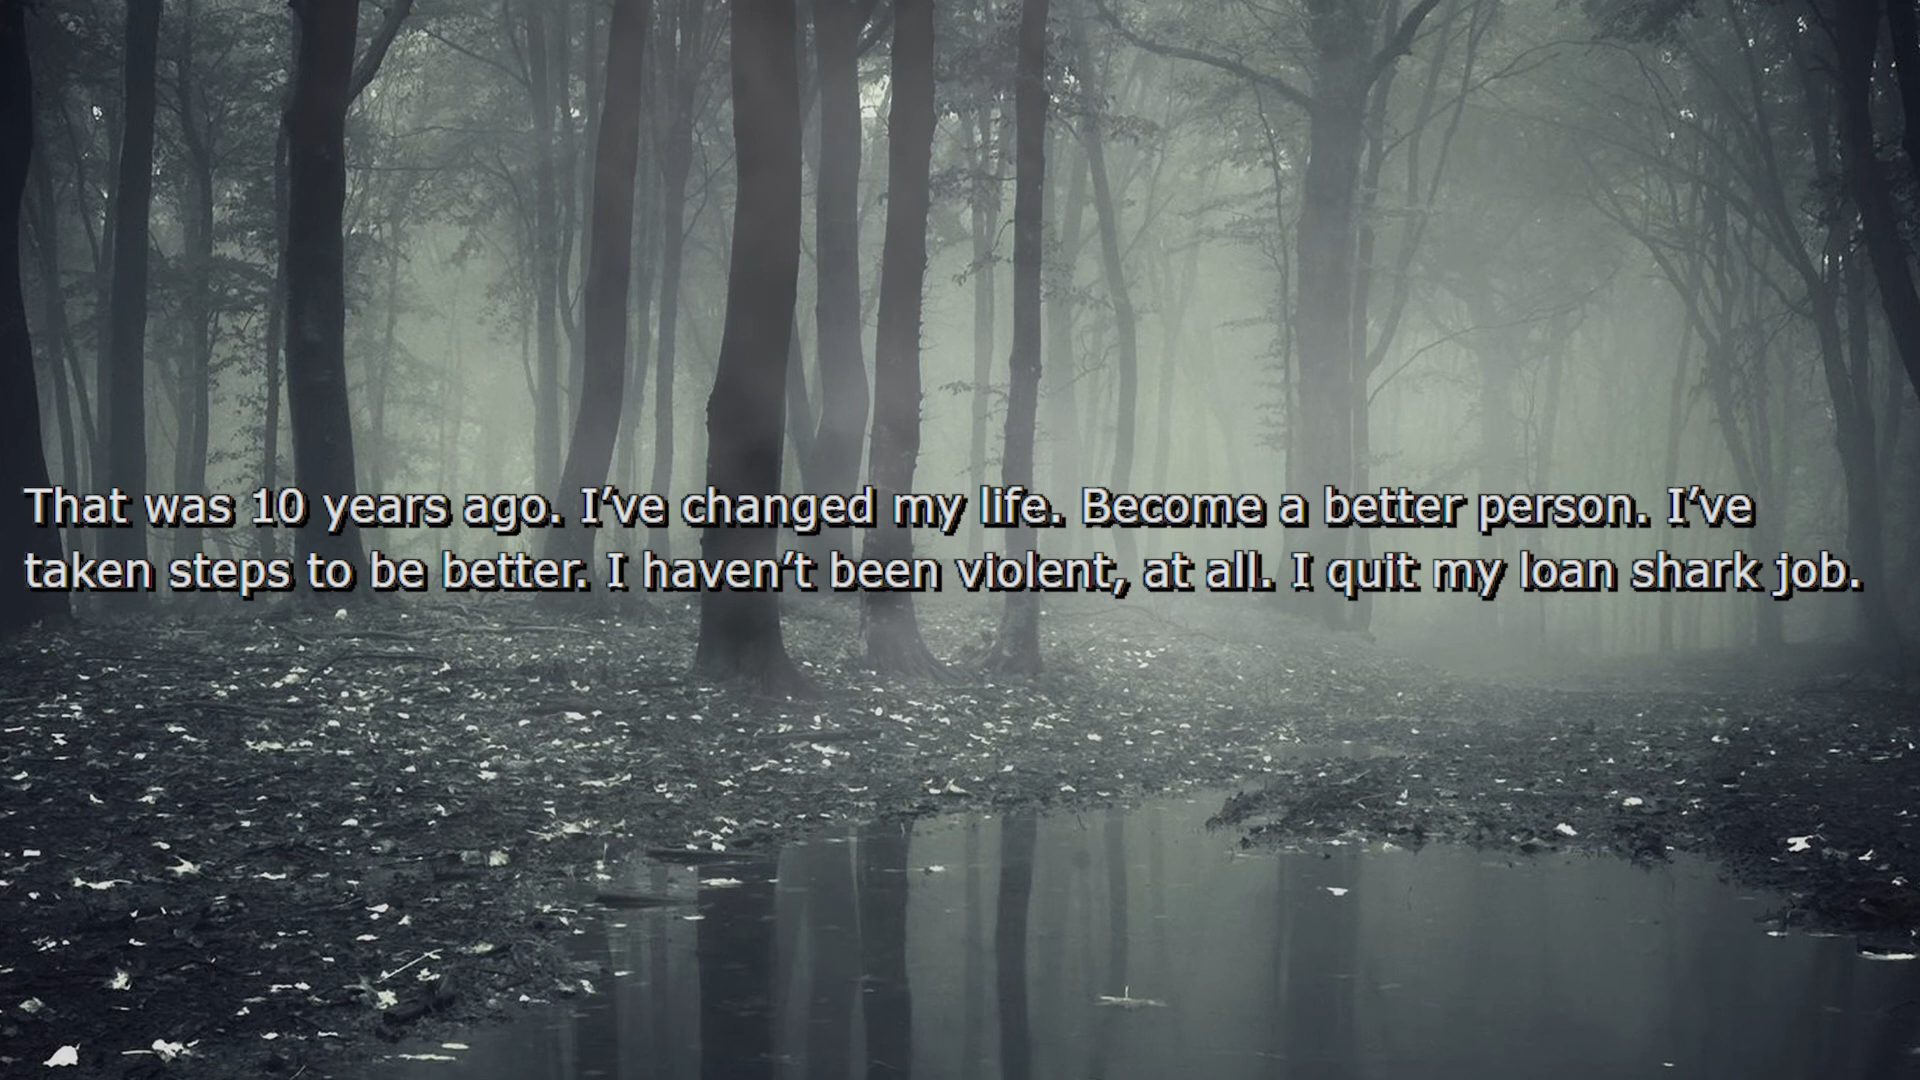 That was 10 years ago. I’ve changed my life. Become a better person. I’ve
taken steps to be better. I haven’t been violent, at all. I quit my loan shark job.